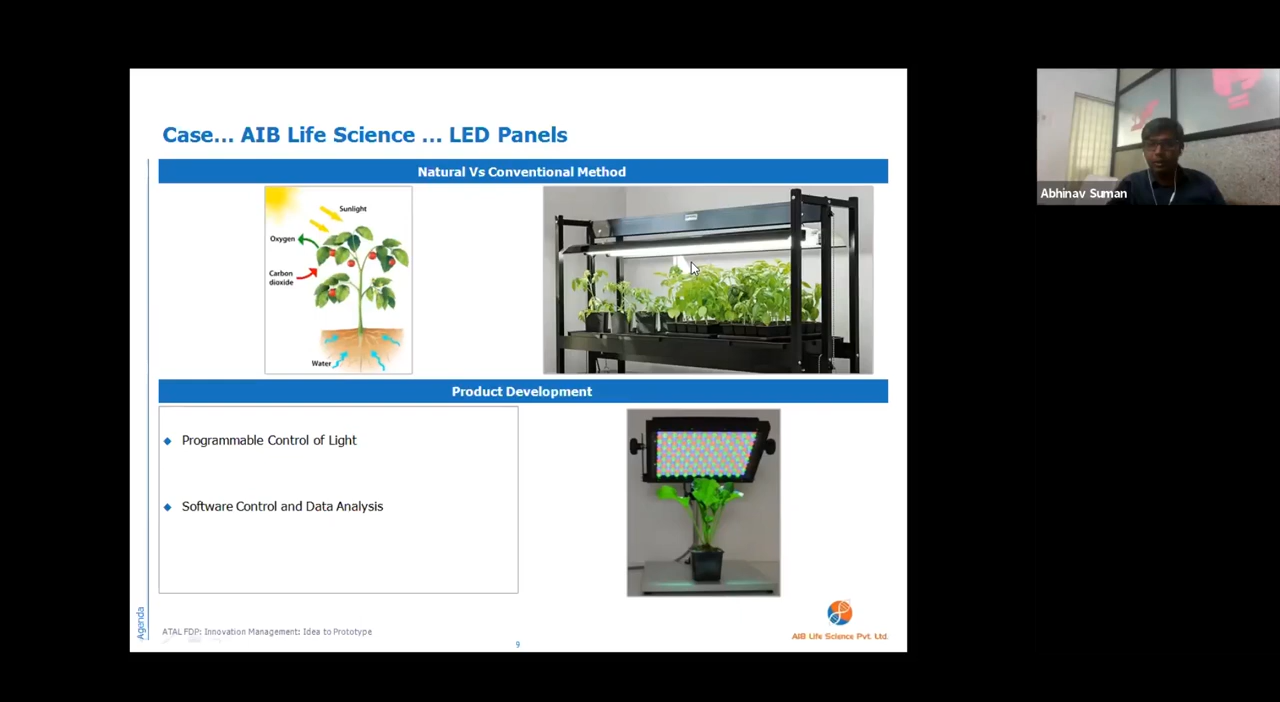 Case... AIB Life Science ... LED Panels
Natural Vs Conventional Method
Sunlight
Oxygen
Carbon
dioxide
Water
Product Development
Programmable Control of Light
Software Control and Data Analysis
Agenda
ATAL FDP: Innovation Management: Idea to Prototype
9
AIB Life Science Pvt. Ltd.
Abhinav Suman